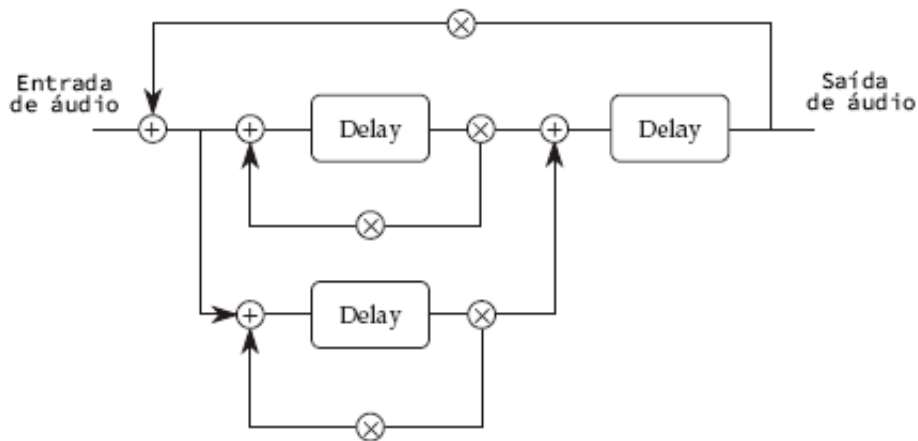 Entrada
de áudio
Delay
Delay
Saída
de áudio
Delay